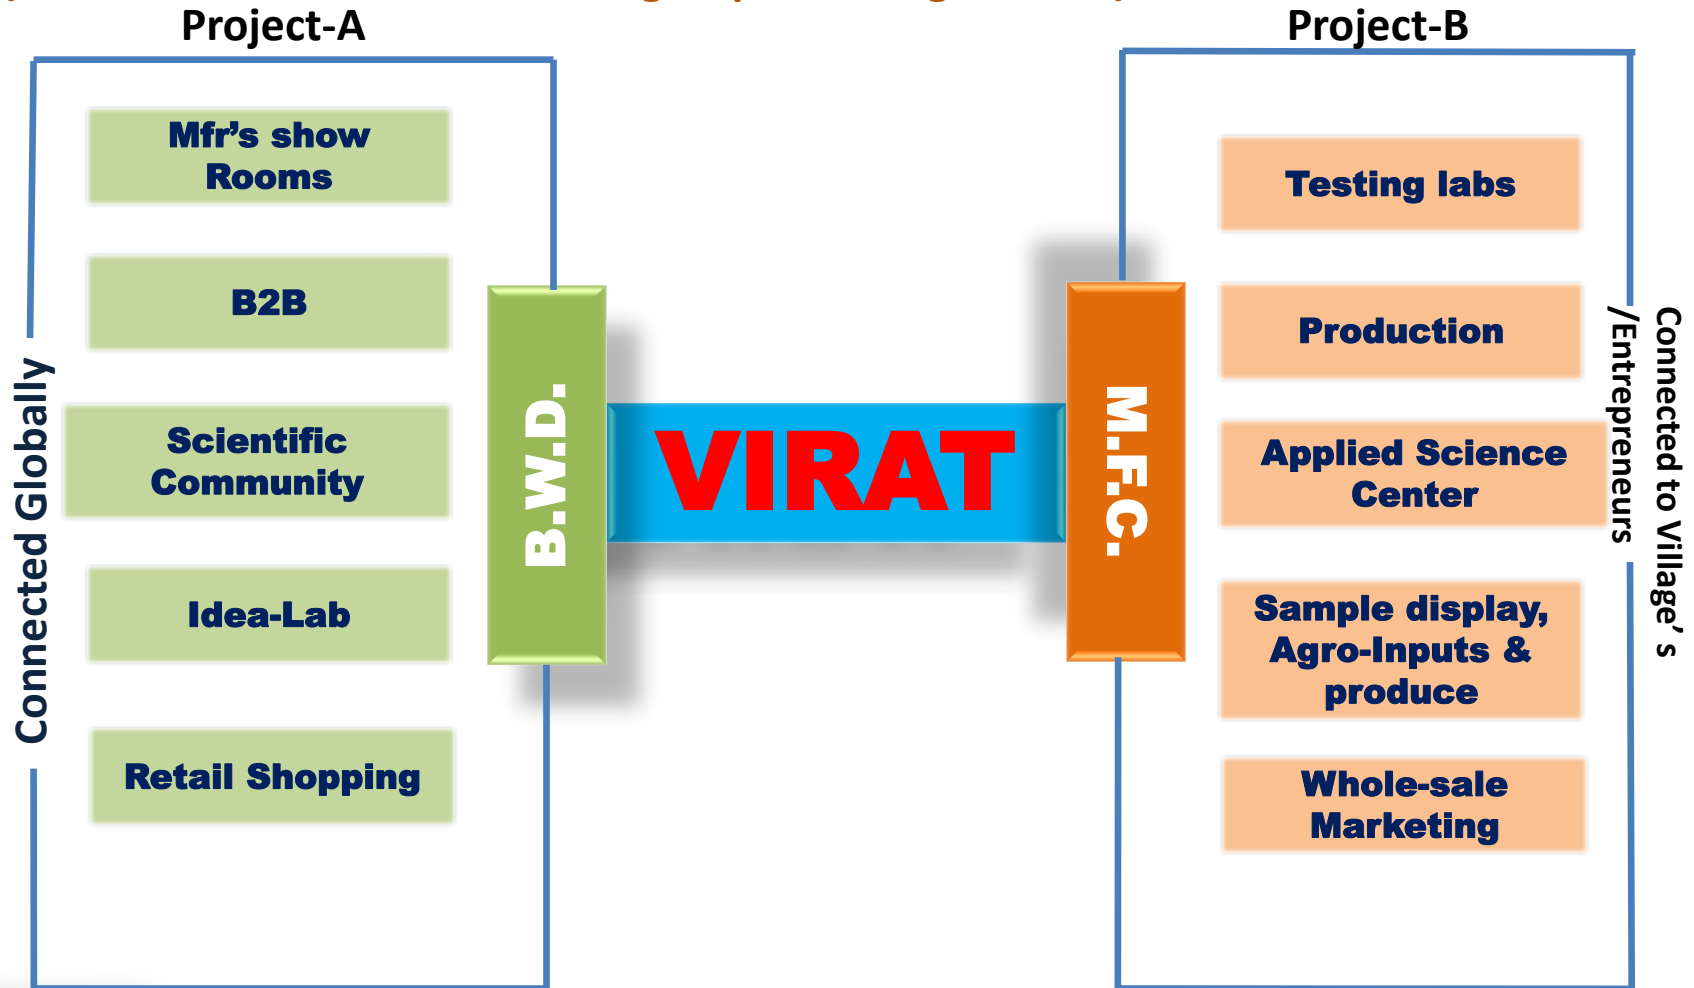 Project-A
Mfr's show
Rooms
B2B
Scientific
Community
Idea-Lab
Retail Shopping
Connected Globally
B.W.D.
VIRAT
M.F.C.
Project-B
Testing labs
Production
Applied Science
Center
Sample display,
Agro-Inputs &
produce
Whole-sale
Marketing
Connected to Village' s
/Entrepreneurs